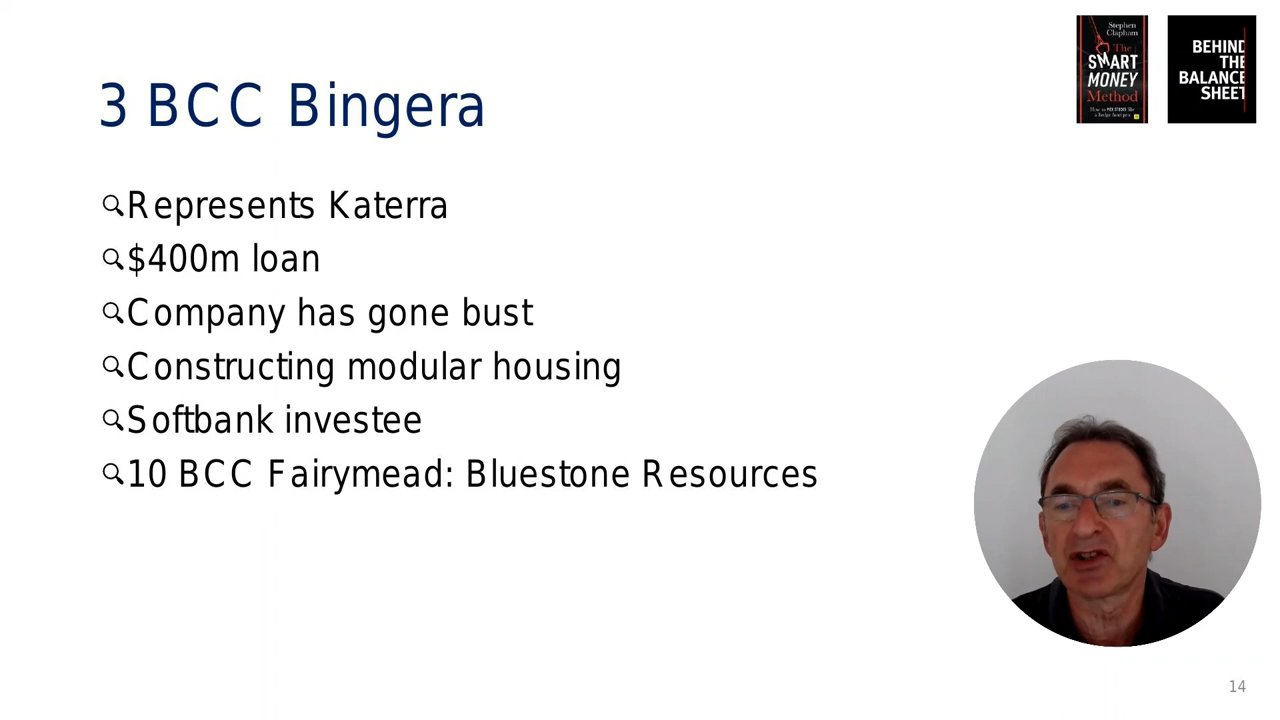 Stephen
Clapham
The
SMART
MONEY
Method
BEHIND
THE
BALANCE
SHEET
3 BCC Bingera
Represents Katerra
$400m loan
Company has gone bust
Constructing modular housing
Softbank investee
10 BCC Fairymead: Bluestone Resources
14